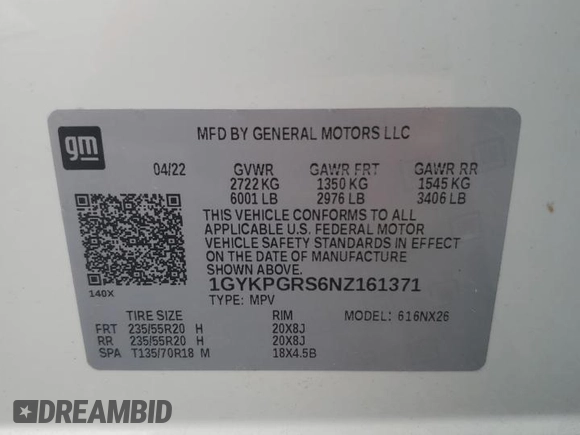 gm
MFD BY GENERAL MOTORS LLC
04/22 GVWR GAWR FRT GAWR RR
2722 KG 1350 KG 1545 KG
6001 LB 2976 LB 3406 LB
THIS VEHICLE CONFORMS TO ALL
APPLICABLE U.S. FEDERAL MOTOR
VEHICLE SAFETY STANDARDS IN EFFECT
ON THE DATE OF MANUFACTURE
SHOWN ABOVE.
1GYKPGRS6NZ161371
140X
TYPE: MPV
TIRE SIZE RIM MODEL: 616NX26
FRT 235/55R20 H 20X8J
RR 235/55R20 H 20X8J
SPA T135/70R18 M 18X4.5B
DREAMBID